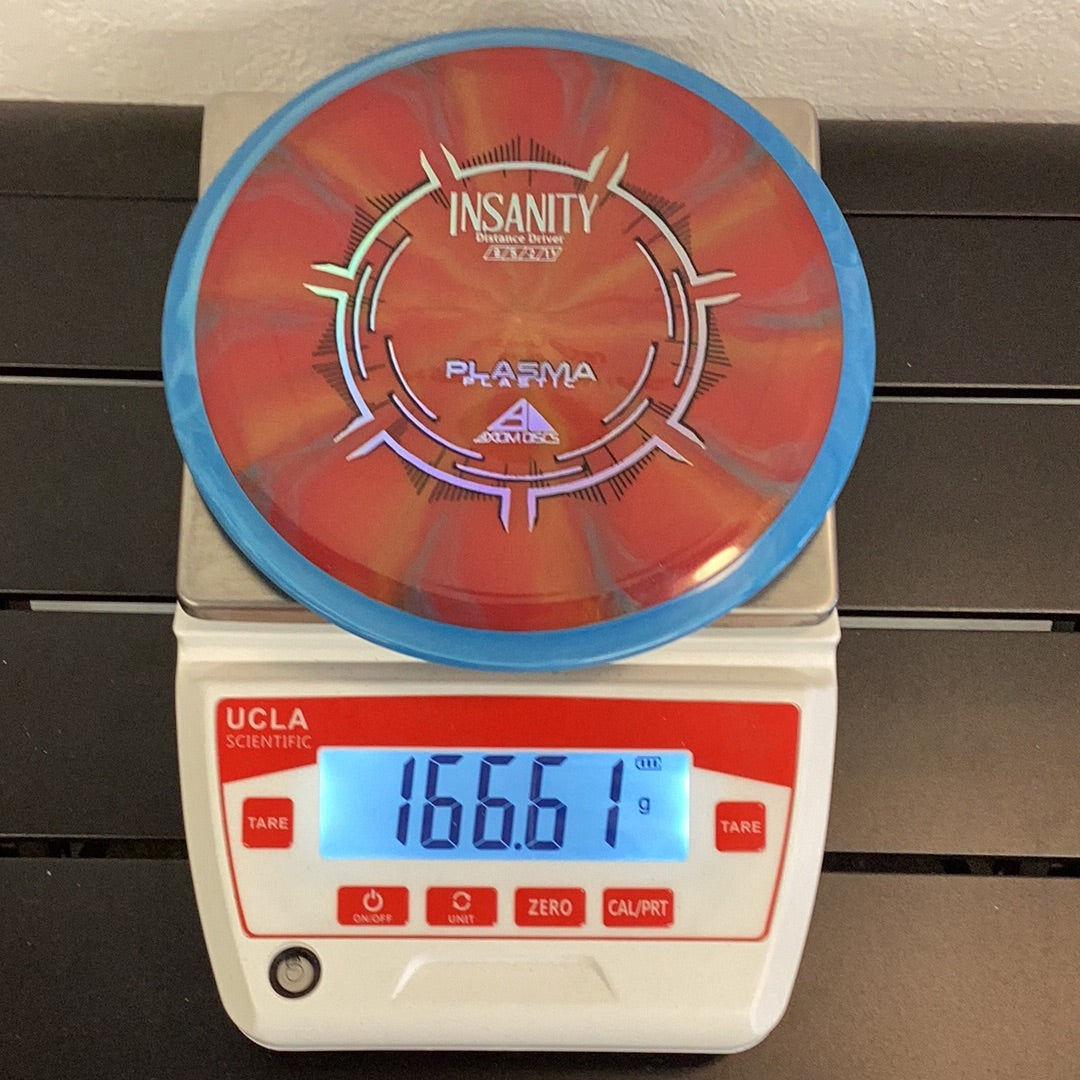 INSANITY
Distance Driver
PLASMA
PLASTIC
AXIOM DISCS
UCLA
SCIENTIFIC
166.61 g
TARE
TARE
ON/OFF
UNIT
ZERO
CAL/PRT